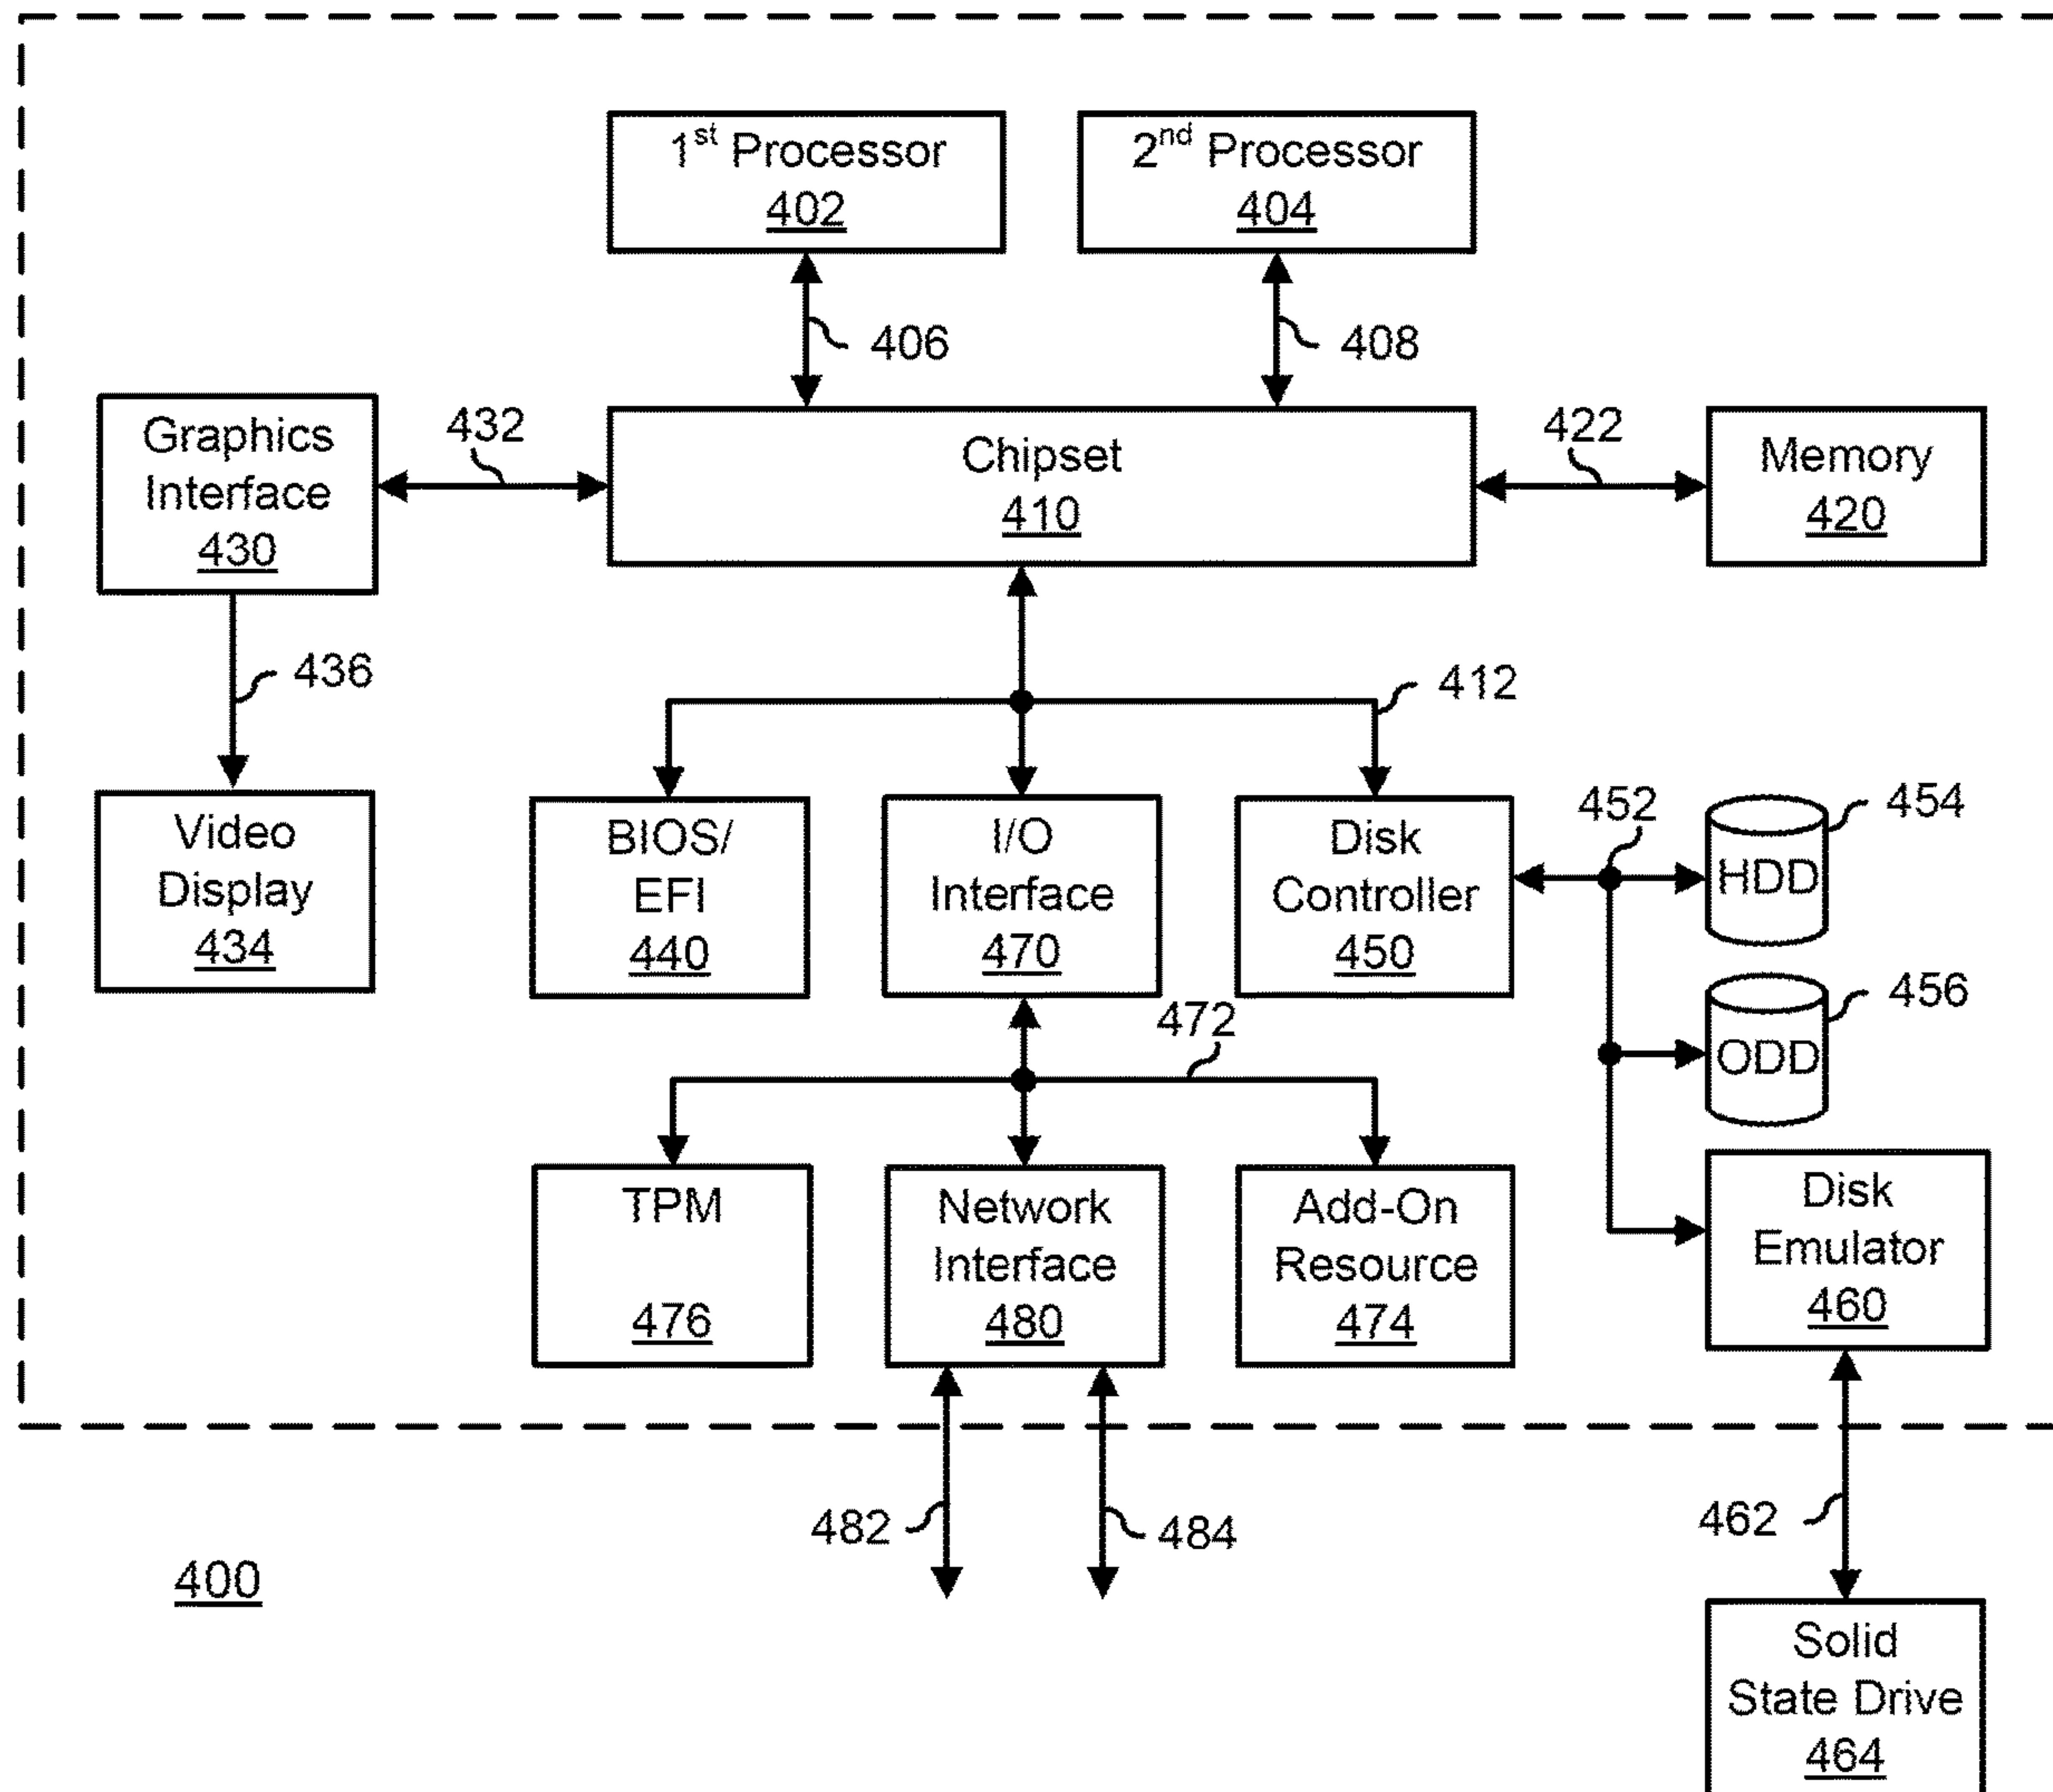 1st Processor
402
2nd Processor
404
406
408
Graphics
Interface
430
432
Chipset
410
422
Memory
420
436
412
Video
Display
434
BIOS/
EFI
440
I/O
Interface
470
Disk
Controller
450
452
HDD
454
ODD
456
472
TPM
476
Network
Interface
480
Add-On
Resource
474
Disk
Emulator
460
482
484
462
400
Solid
State Drive
464